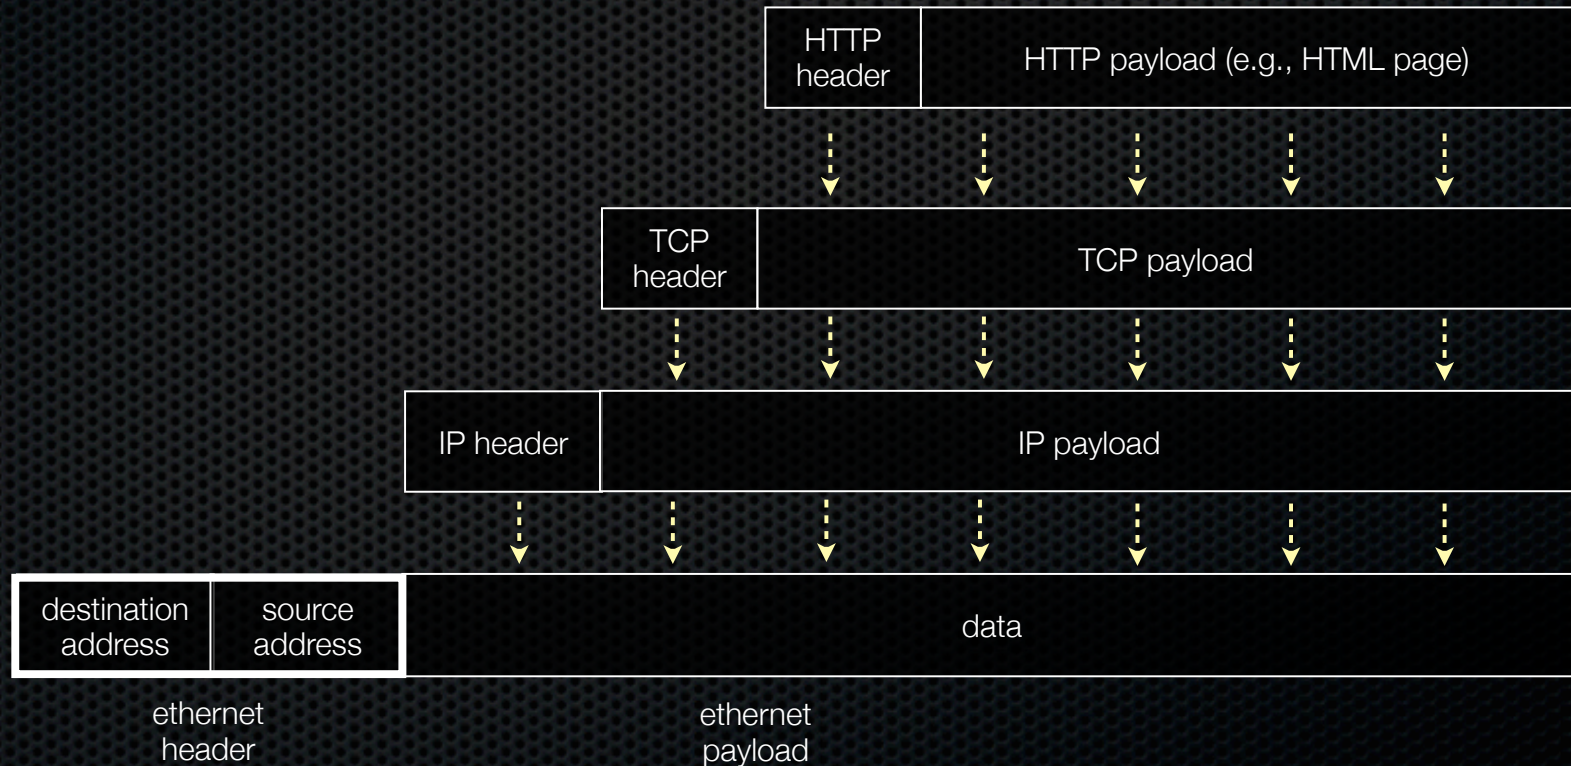 HTTP
header
HTTP payload (e.g., HTML page)
TCP
header
TCP payload
IP header
IP payload
destination
address
source
address
data
ethernet
header
ethernet
payload